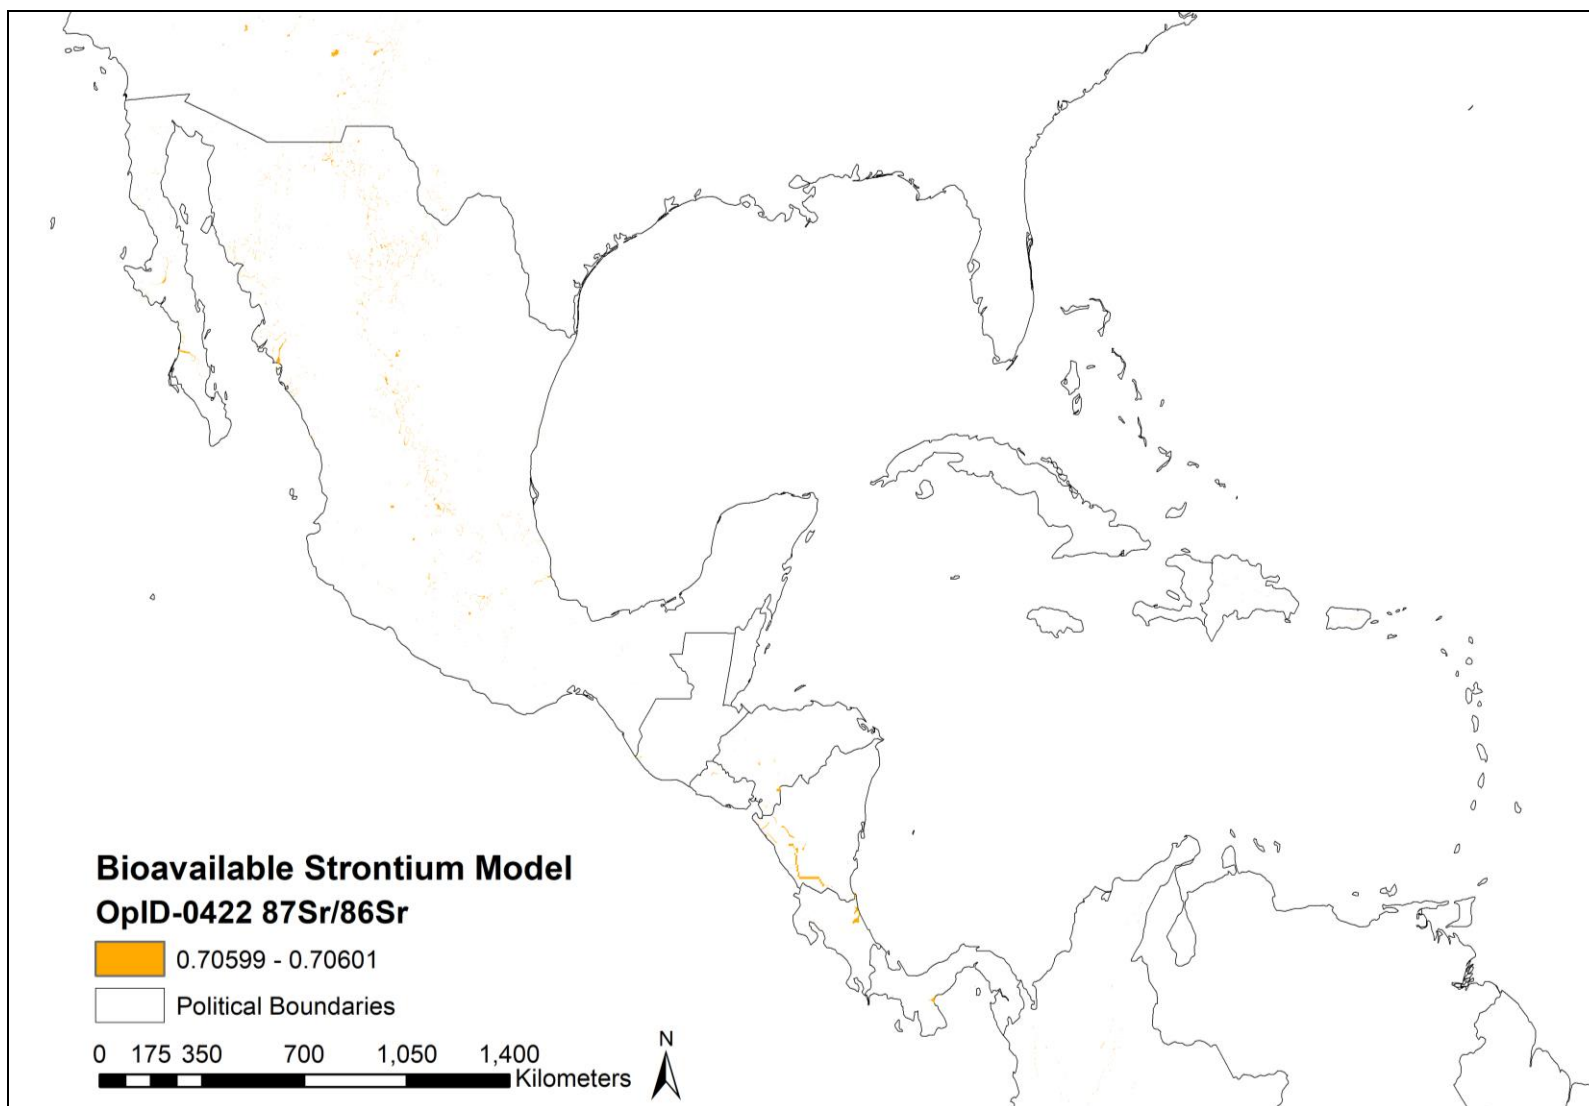 Bioavailable Strontium Model
OpID-0422 87Sr/86Sr
0.70599 - 0.70601
Political Boundaries
0 175 350 700 1,050 1,400
Kilometers
N